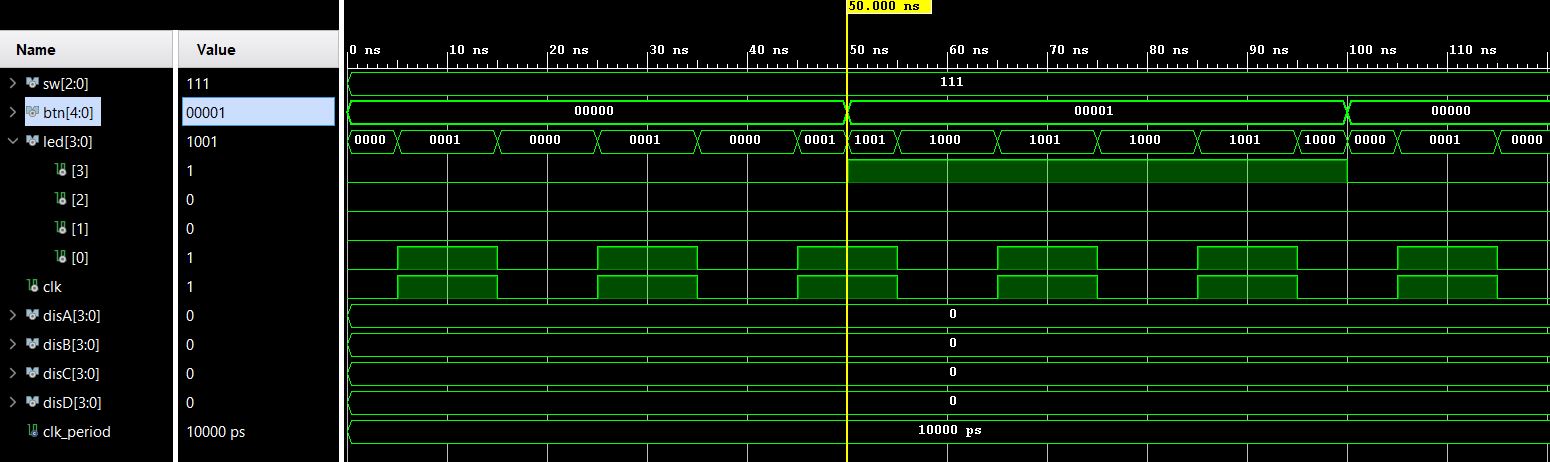 50.000 ns
Name Value
0 ns 10 ns 20 ns 30 ns 40 ns 50 ns 60 ns 70 ns 80 ns 90 ns 100 ns 110 ns
sw[2:0] 111 111
btn[4:0] 00001 00000 00001 00000
led[3:0] 1001 0000 0001 0000 0001 0000 0001 1001 1000 1001 1000 1001 1000 0000 0001 0000
[3] 1
[2] 0
[1] 0
[0] 1
clk 1
disA[3:0] 0 0
disB[3:0] 0 0
disC[3:0] 0 0
disD[3:0] 0 0
clk_period 10000 ps 10000 ps